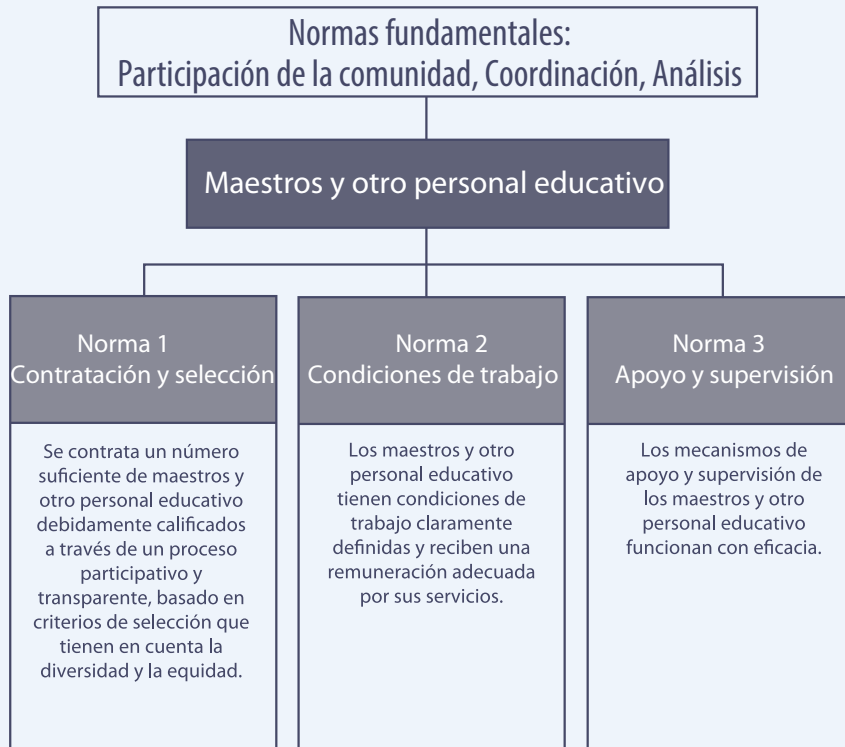 Normas fundamentales:
Participación de la comunidad, Coordinación, Análisis
Maestros y otro personal educativo
Norma 1
Contratación y selección
Se contrata un número
suficiente de maestros y
otro personal educativo
debidamente calificados
a través de un proceso
participativo y
transparente, basado en
criterios de selección que
tienen en cuenta la
diversidad y la equidad.
Norma 2
Condiciones de trabajo
Los maestros y otro
personal educativo
tienen condiciones de
trabajo claramente
definidas y reciben una
remuneración adecuada
por sus servicios.
Norma 3
Apoyo y supervisión
Los mecanismos de
apoyo y supervisión de
los maestros y otro
personal educativo
funcionan con eficacia.